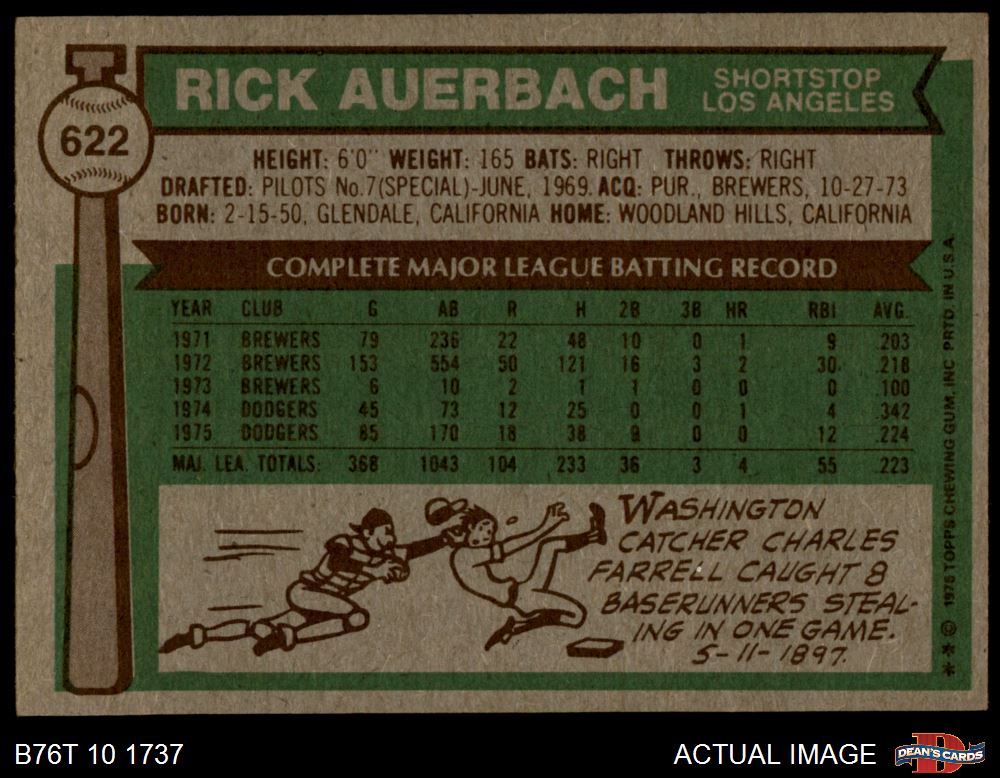 622
RICK AUERBACH
SHORTSTOP
LOS ANGELES
HEIGHT: 6'0" WEIGHT: 165 BATS: RIGHT THROWS: RIGHT
DRAFTED: PILOTS No.7(SPECIAL)-JUNE, 1969. ACQ: PUR., BREWERS, 10-27-73
BORN: 2-15-50, GLENDALE, CALIFORNIA HOME: WOODLAND HILLS, CALIFORNIA
COMPLETE MAJOR LEAGUE BATTING RECORD
YEAR CLUB G AB R H 2B 3B HR RBI AVG.
1971 BREWERS 79 236 22 48 10 0 1 9 .203
1972 BREWERS 153 554 50 121 16 3 2 30 .218
1973 BREWERS 6 10 2 1 1 0 0 0 .100
1974 DODGERS 45 73 12 25 0 0 1 4 .342
1975 DODGERS 85 170 18 38 9 0 0 12 .224
MAJ. LEA. TOTALS: 368 1043 104 233 36 3 4 55 .223
WASHINGTON
CATCHER CHARLES
FARRELL CAUGHT 8
BASERUNNERS STEAL-
ING IN ONE GAME.
5-11-1897.
** © 1976 TOPPS CHEWING GUM, INC PRTD. IN U.S.A.
B76T 10 1737
ACTUAL IMAGE
DEAN'S CARDS